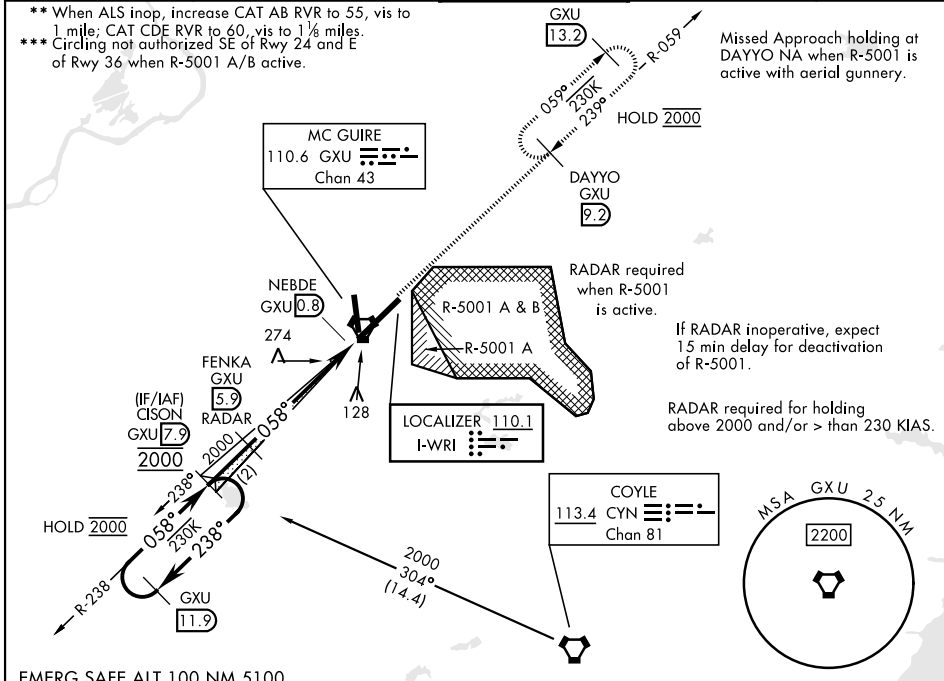 ** When ALS inop, increase CAT AB RVR to 55, vis to
1 mile; CAT CDE RVR to 60, vis to 1⅛ miles.
*** Circling not authorized SE of Rwy 24 and E
of Rwy 36 when R-5001 A/B active.
GXU
13.2
R-059
Missed Approach holding at
DAYYO NA when R-5001 is
active with aerial gunnery.
059°
230K
239°
HOLD 2000
MC GUIRE
110.6 GXU
Chan 43
DAYYO
GXU
9.2
RADAR required
when R-5001
is active.
NEBDE
GXU 0.8
R-5001 A & B
R-5001 A
274
If RADAR inoperative, expect
15 min delay for deactivation
of R-5001.
FENKA
GXU
5.9
RADAR
128
(IF/IAF)
CISON
GXU 7.9
2000
058°
2000
(2)
238°
LOCALIZER 110.1
I-WRI
RADAR required for holding
above 2000 and/or > than 230 KIAS.
HOLD 2000
058°
230K
238°
R-238
GXU
11.9
COYLE
113.4 CYN
Chan 81
2000
304°
(14.4)
MSA GXU 25 NM
2200
EMERG SAFE ALT 100 NM 5100